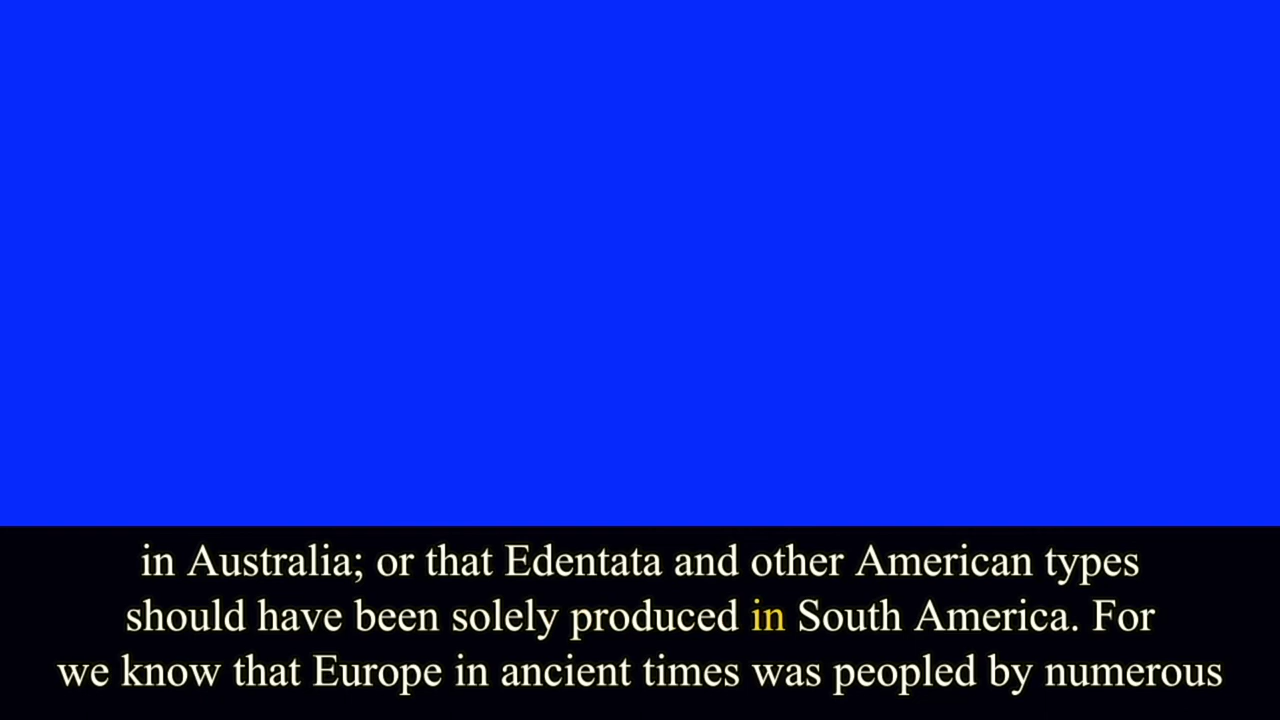 in Australia; or that Edentata and other American types
should have been solely produced in South America. For
we know that Europe in ancient times was peopled by numerous